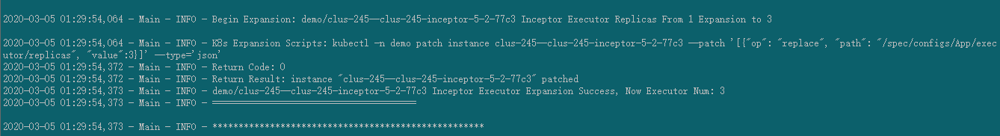 2020-03-05 01:29:54,064 - Main - INFO - Begin Expansion: demo/clus-245--clus-245-inceptor-5-2-77c3 Inceptor Executor Replicas From 1 Expansion to 3
2020-03-05 01:29:54,064 - Main - INFO - K8s Expansion Scripts: kubectl -n demo patch instance clus-245--clus-245-inceptor-5-2-77c3 --patch '[{"op": "replace", "path": "/spec/configs/App/exec
utor/replicas", "value":3}]' --type='json'
2020-03-05 01:29:54,372 - Main - INFO - Return Code: 0
2020-03-05 01:29:54,372 - Main - INFO - Return Result: instance "clus-245--clus-245-inceptor-5-2-77c3" patched
2020-03-05 01:29:54,373 - Main - INFO - demo/clus-245--clus-245-inceptor-5-2-77c3 Inceptor Executor Expansion Success, Now Executor Num: 3
2020-03-05 01:29:54,373 - Main - INFO - =======================================
2020-03-05 01:29:54,373 - Main - INFO - ****************************************************